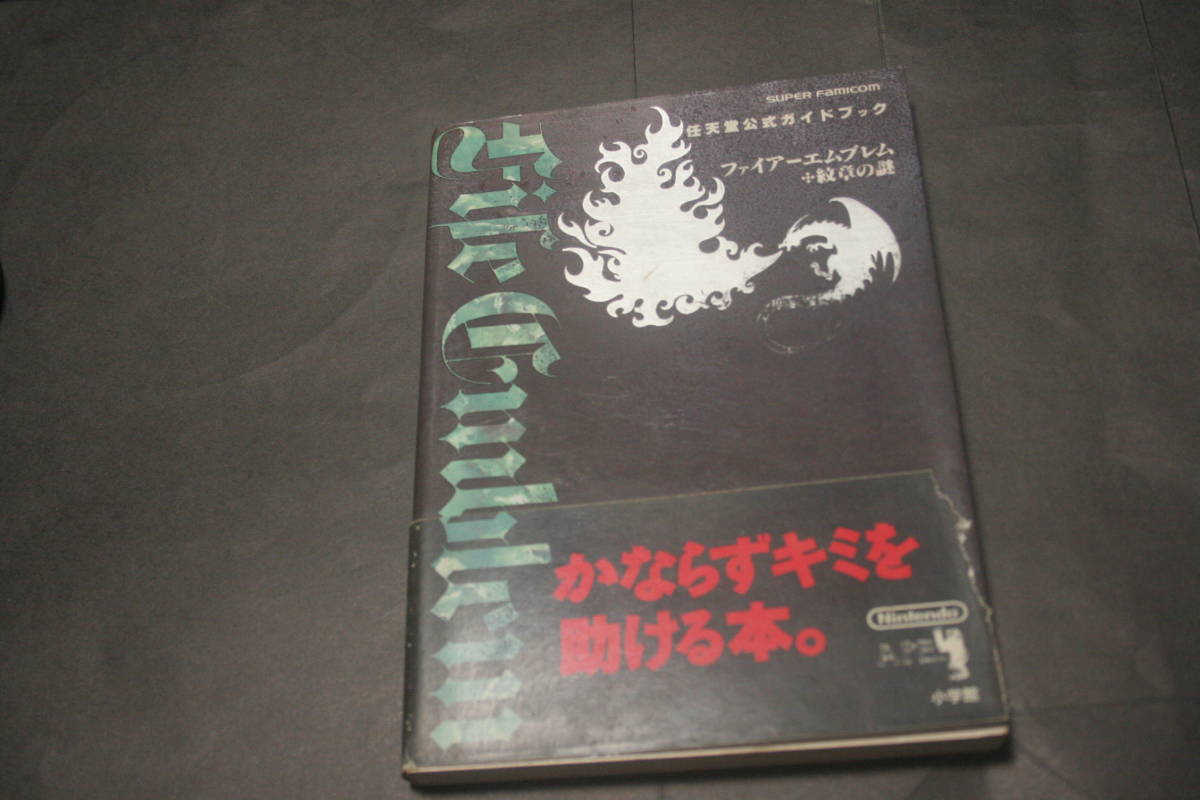 SUPER FAMICOM
任天堂公式ガイドブック
ファイアーエムブレム
紋章の謎
Fire Emblem
かならずキミを
助ける本。
Nintendo
APE
小学館